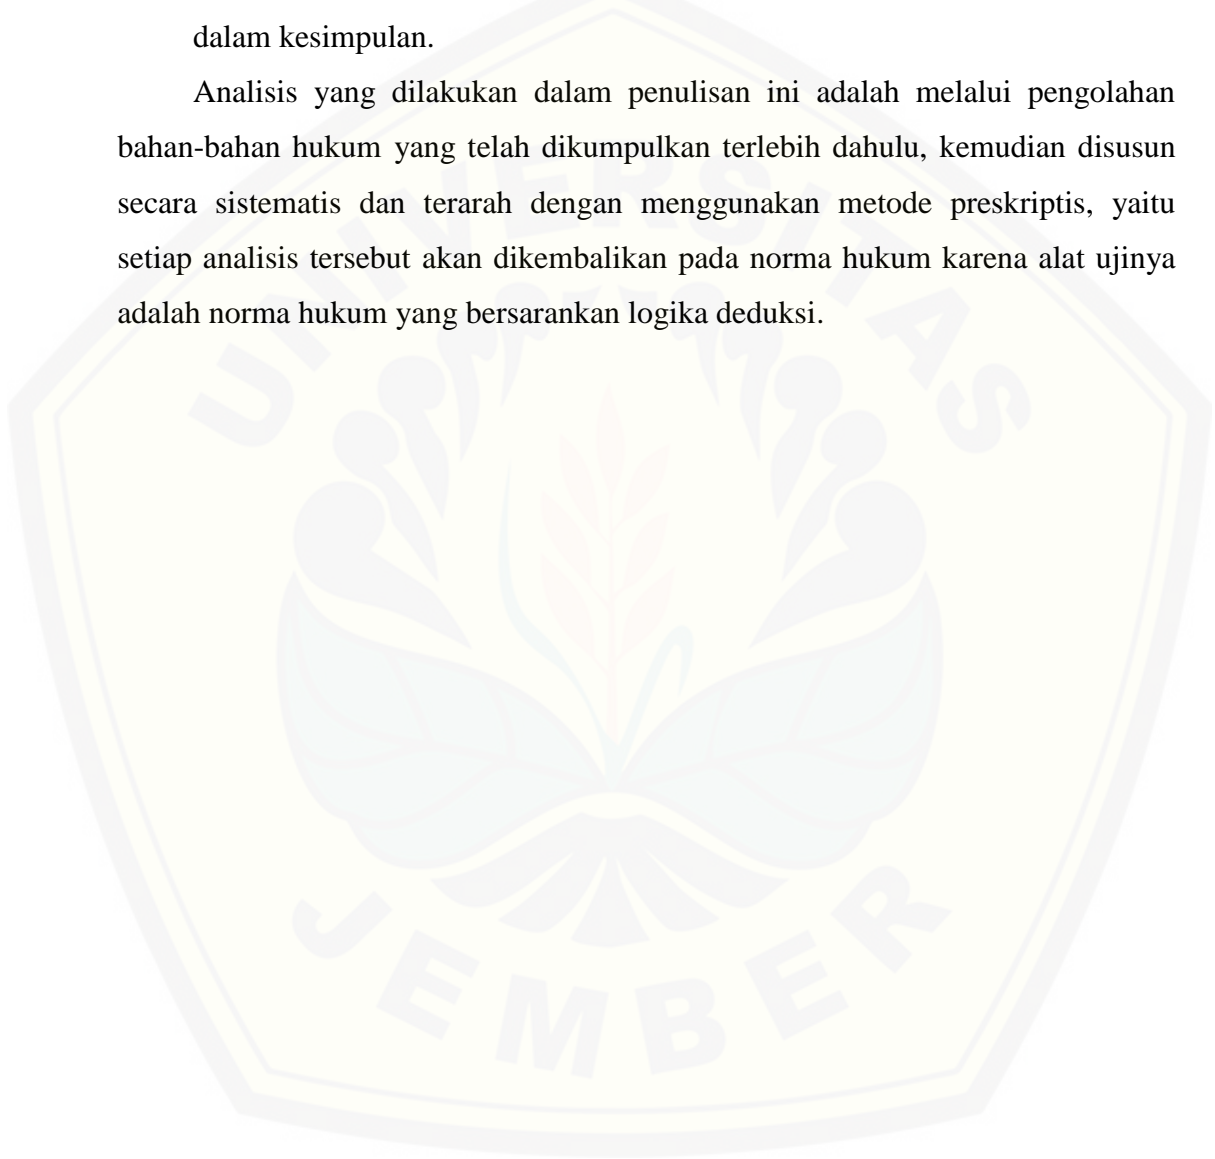 dalam kesimpulan.
Analisis yang dilakukan dalam penulisan ini adalah melalui pengolahan
bahan-bahan hukum yang telah dikumpulkan terlebih dahulu, kemudian disusun
secara sistematis dan terarah dengan menggunakan metode preskriptis, yaitu
setiap analisis tersebut akan dikembalikan pada norma hukum karena alat ujinya
adalah norma hukum yang bersarankan logika deduksi.
UNIVERSITAS
JEMBER